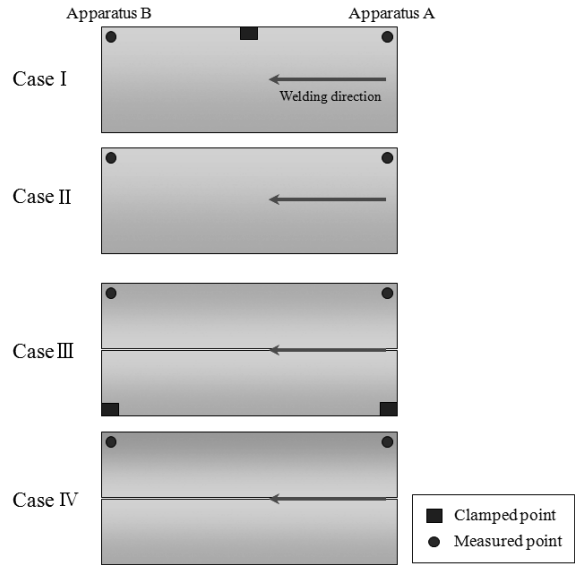 Apparatus B
Apparatus A
Case I
Welding direction
Case II
Case III
Case IV
Clamped point
Measured point